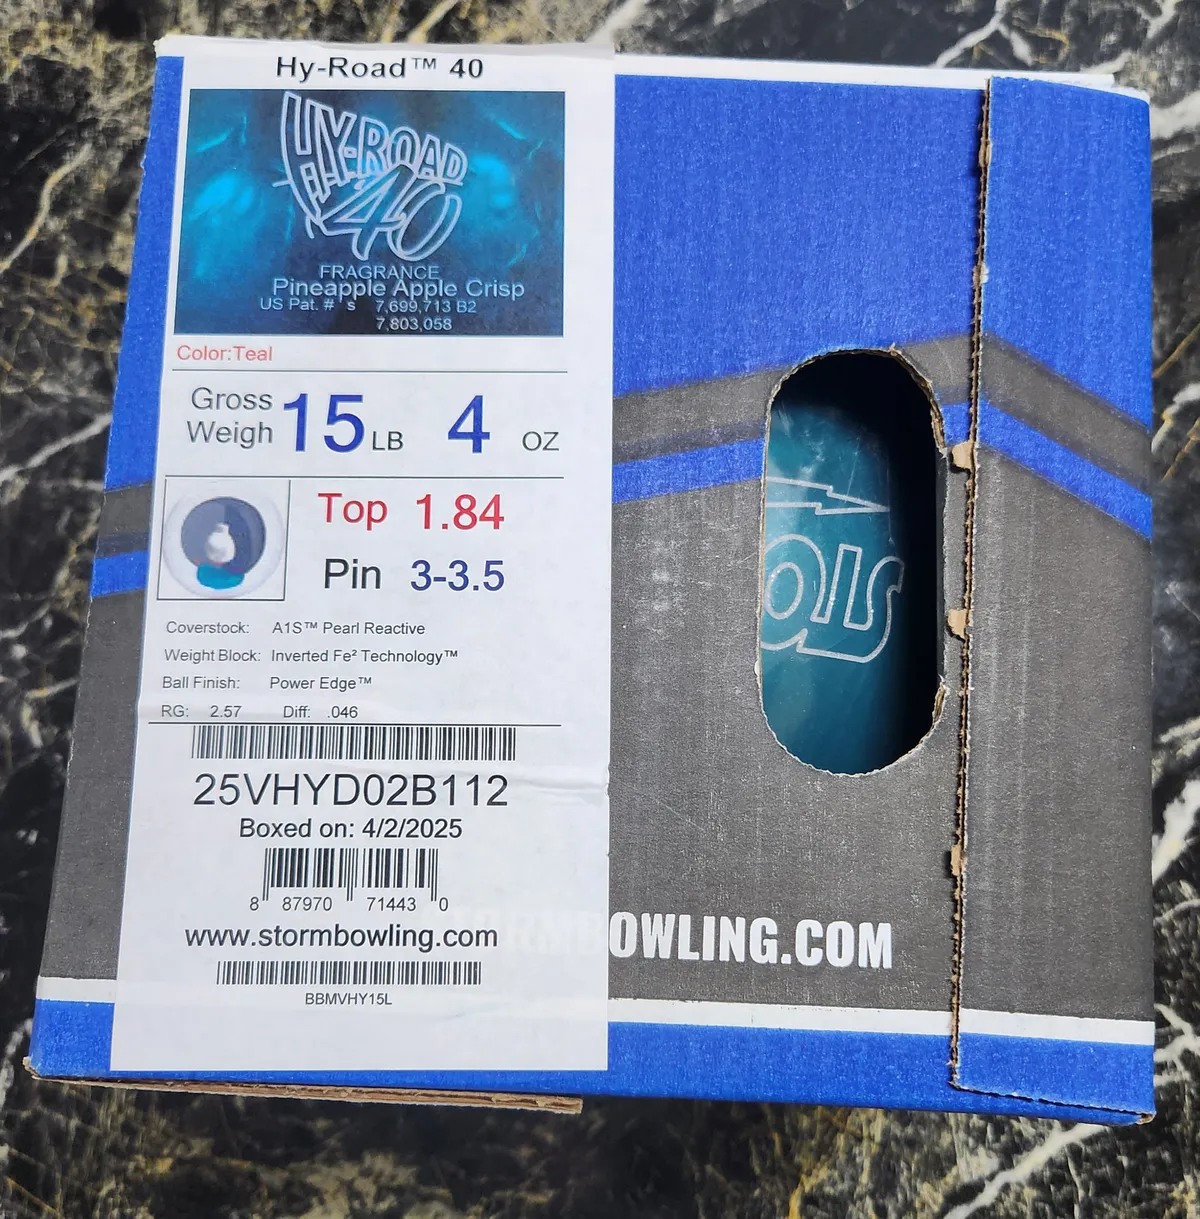 Hy-Road™ 40
HY-ROAD
40
FRAGRANCE
Pineapple Apple Crisp
US Pat. # s 7,699,713 B2
7,803,058
Color:Teal
Gross
Weigh 15 LB 4 OZ
Top 1.84
Pin 3-3.5
Coverstock: A1S™ Pearl Reactive
Weight Block: Inverted Fe² Technology™
Ball Finish: Power Edge™
RG: 2.57 Diff: .046
25VHYD02B112
Boxed on: 4/2/2025
8 87970 71443 0
www.stormbowling.com
BBMVHY15L
STORMBOWLING.COM